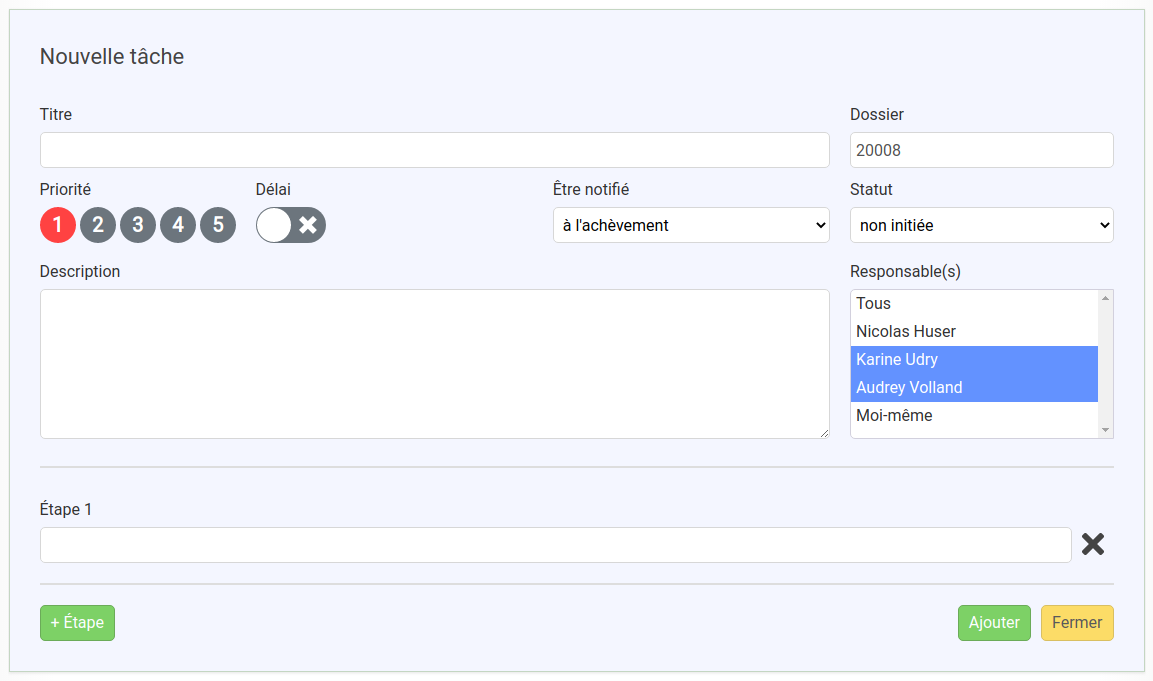 Nouvelle tâche
Titre
Dossier
20008
Priorité
Délai
Être notifié
Statut
1 2 3 4 5
à l'achèvement
non initiée
Description
Responsable(s)
Tous
Nicolas Huser
Karine Udry
Audrey Volland
Moi-même
Étape 1
+ Étape
Ajouter
Fermer